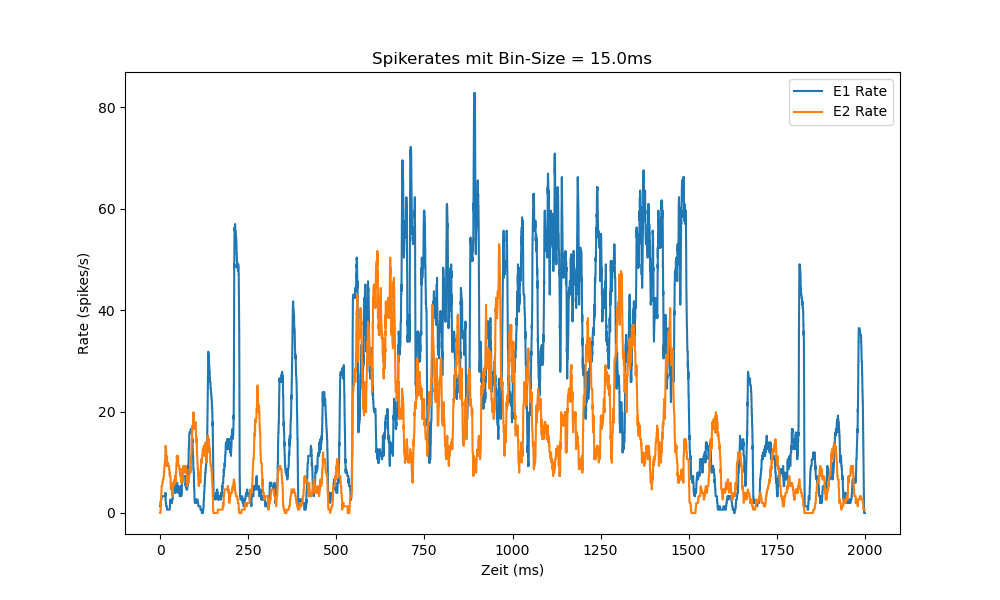 Spikerates mit Bin-Size = 15.0ms
E1 Rate
E2 Rate
Rate (spikes/s)
80
60
40
20
0
0 250 500 750 1000 1250 1500 1750 2000
Zeit (ms)